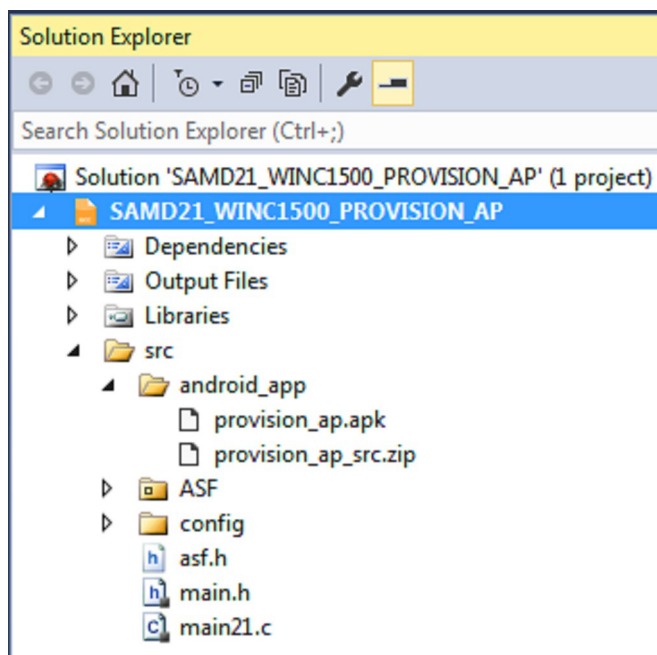 Solution Explorer
Search Solution Explorer (Ctrl+;)
Solution 'SAMD21_WINC1500_PROVISION_AP' (1 project)
SAMD21_WINC1500_PROVISION_AP
Dependencies
Output Files
Libraries
src
android_app
provision_ap.apk
provision_ap_src.zip
ASF
config
asf.h
main.h
main21.c